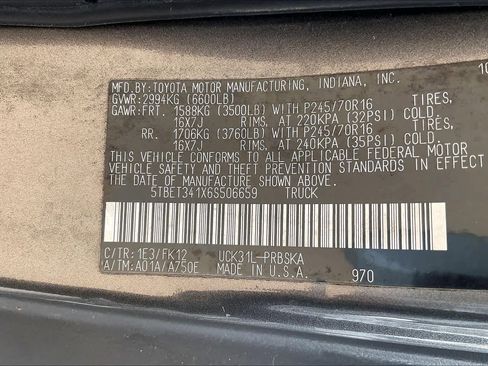 MFD.BY:TOYOTA MOTOR MANUFACTURING, INDIANA, INC. 10
GVWR:2994KG (6600LB)
GAWR:FRT. 1588KG (3500LB) WITH P245/70R16 TIRES,
16X7J RIMS, AT 220KPA (32PSI) COLD
RR. 1706KG (3760LB) WITH P245/70R16 TIRES,
16X7J RIMS, AT 240KPA (35PSI) COLD.
THIS VEHICLE CONFORMS TO ALL APPLICABLE FEDERAL MOTOR
VEHICLE SAFETY AND THEFT PREVENTION STANDARDS IN EFFECT
ON THE DATE OF MANUFACTURE SHOWN ABOVE.
5TBET341X6S506659 TRUCK
C/TR:1E3/FK12 UCK31L-PRBSKA
A/TM:A01A/A750E MADE IN U.S.A. 970